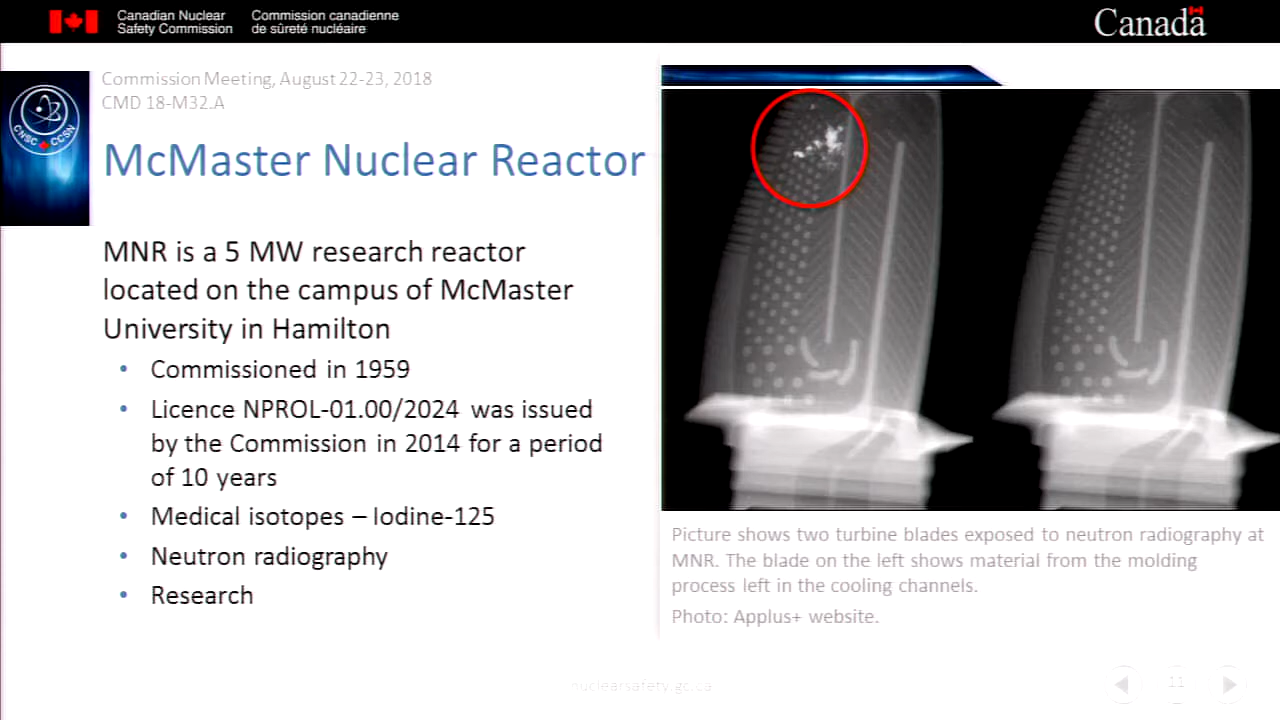 Canadian Nuclear
Safety Commission
Commission canadienne
de sûreté nucléaire
Canada
Commission Meeting, August 22-23, 2018
CMD 18-M32.A
CNSC CCSN
McMaster Nuclear Reactor
MNR is a 5 MW research reactor
located on the campus of McMaster
University in Hamilton
• Commissioned in 1959
• Licence NPROL-01.00/2024 was issued
by the Commission in 2014 for a period
of 10 years
• Medical isotopes – Iodine-125
• Neutron radiography
• Research
Picture shows two turbine blades exposed to neutron radiography at
MNR. The blade on the left shows material from the molding
process left in the cooling channels.
Photo: Applus+ website.
nuclearsafety.gc.ca
11